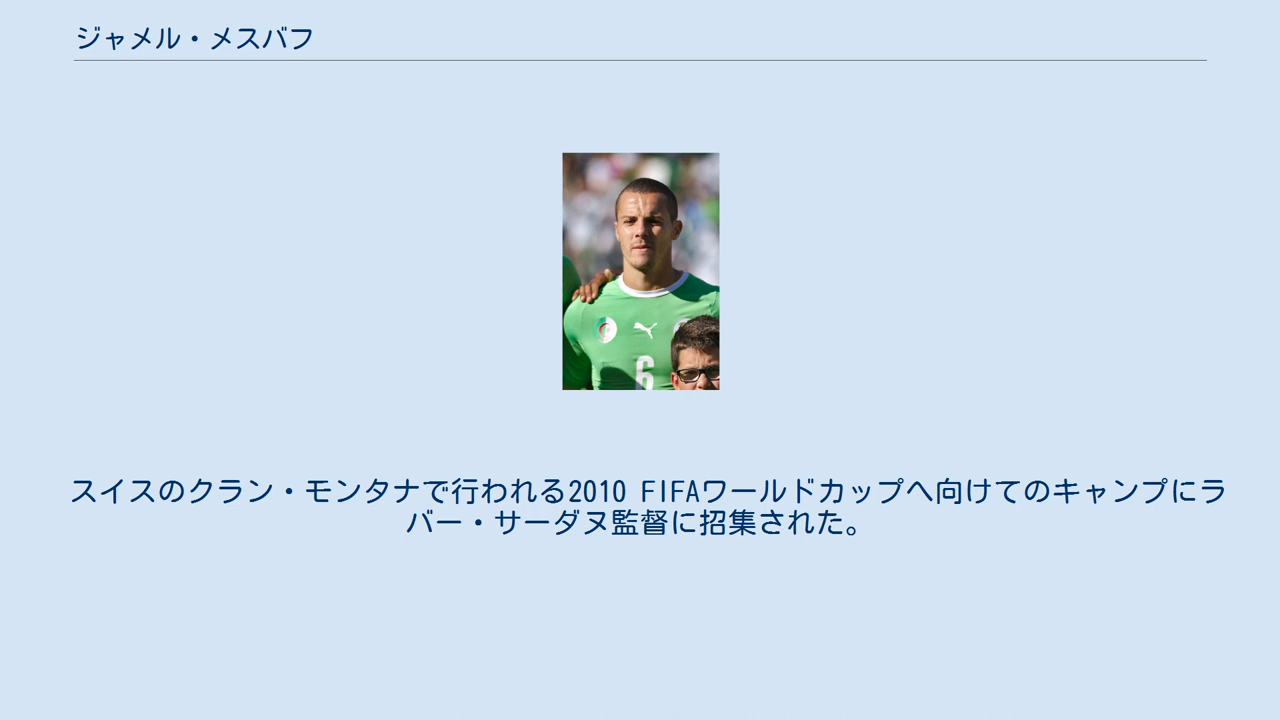 ジャメル・メスバフ
6
スイスのクラン・モンタナで行われる2010 FIFAワールドカップへ向けてのキャンプにラ
バー・サーダヌ監督に招集された。